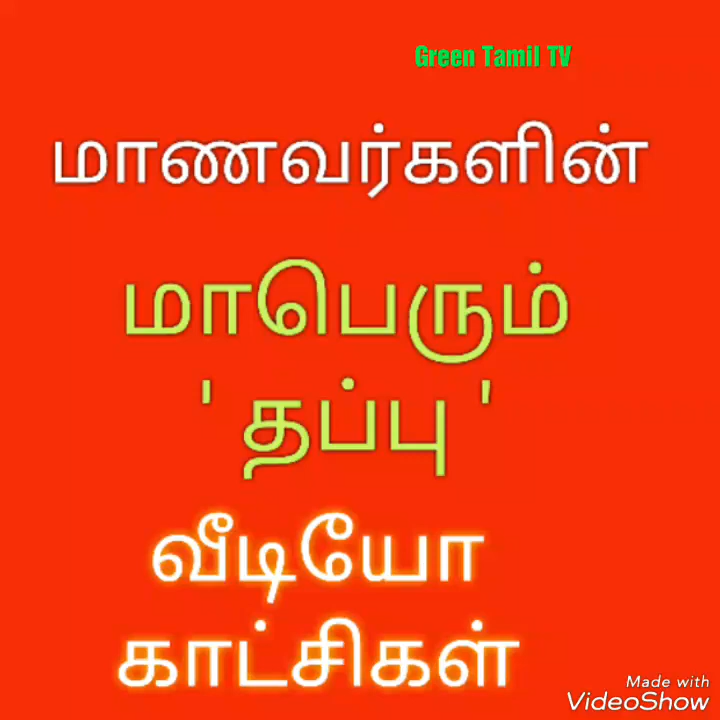 Green Tamil TV
மாணவர்களின்
மாபெரும்
' தப்பு '
வீடியோ
காட்சிகள்
Made with
VideoShow